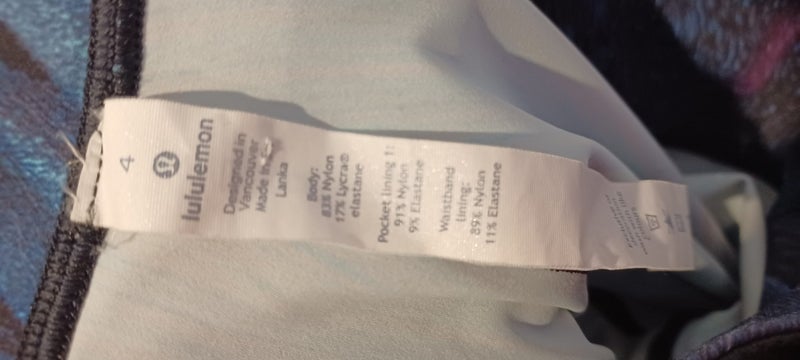 4
lululemon
Designed in
Vancouver
Made in
Lanka
Body:
83% Nylon
17% Lycra®
elastane
Pocket lining 1:
91% Nylon
9% Elastane
Waistband
lining:
89% Nylon
11% Elastane